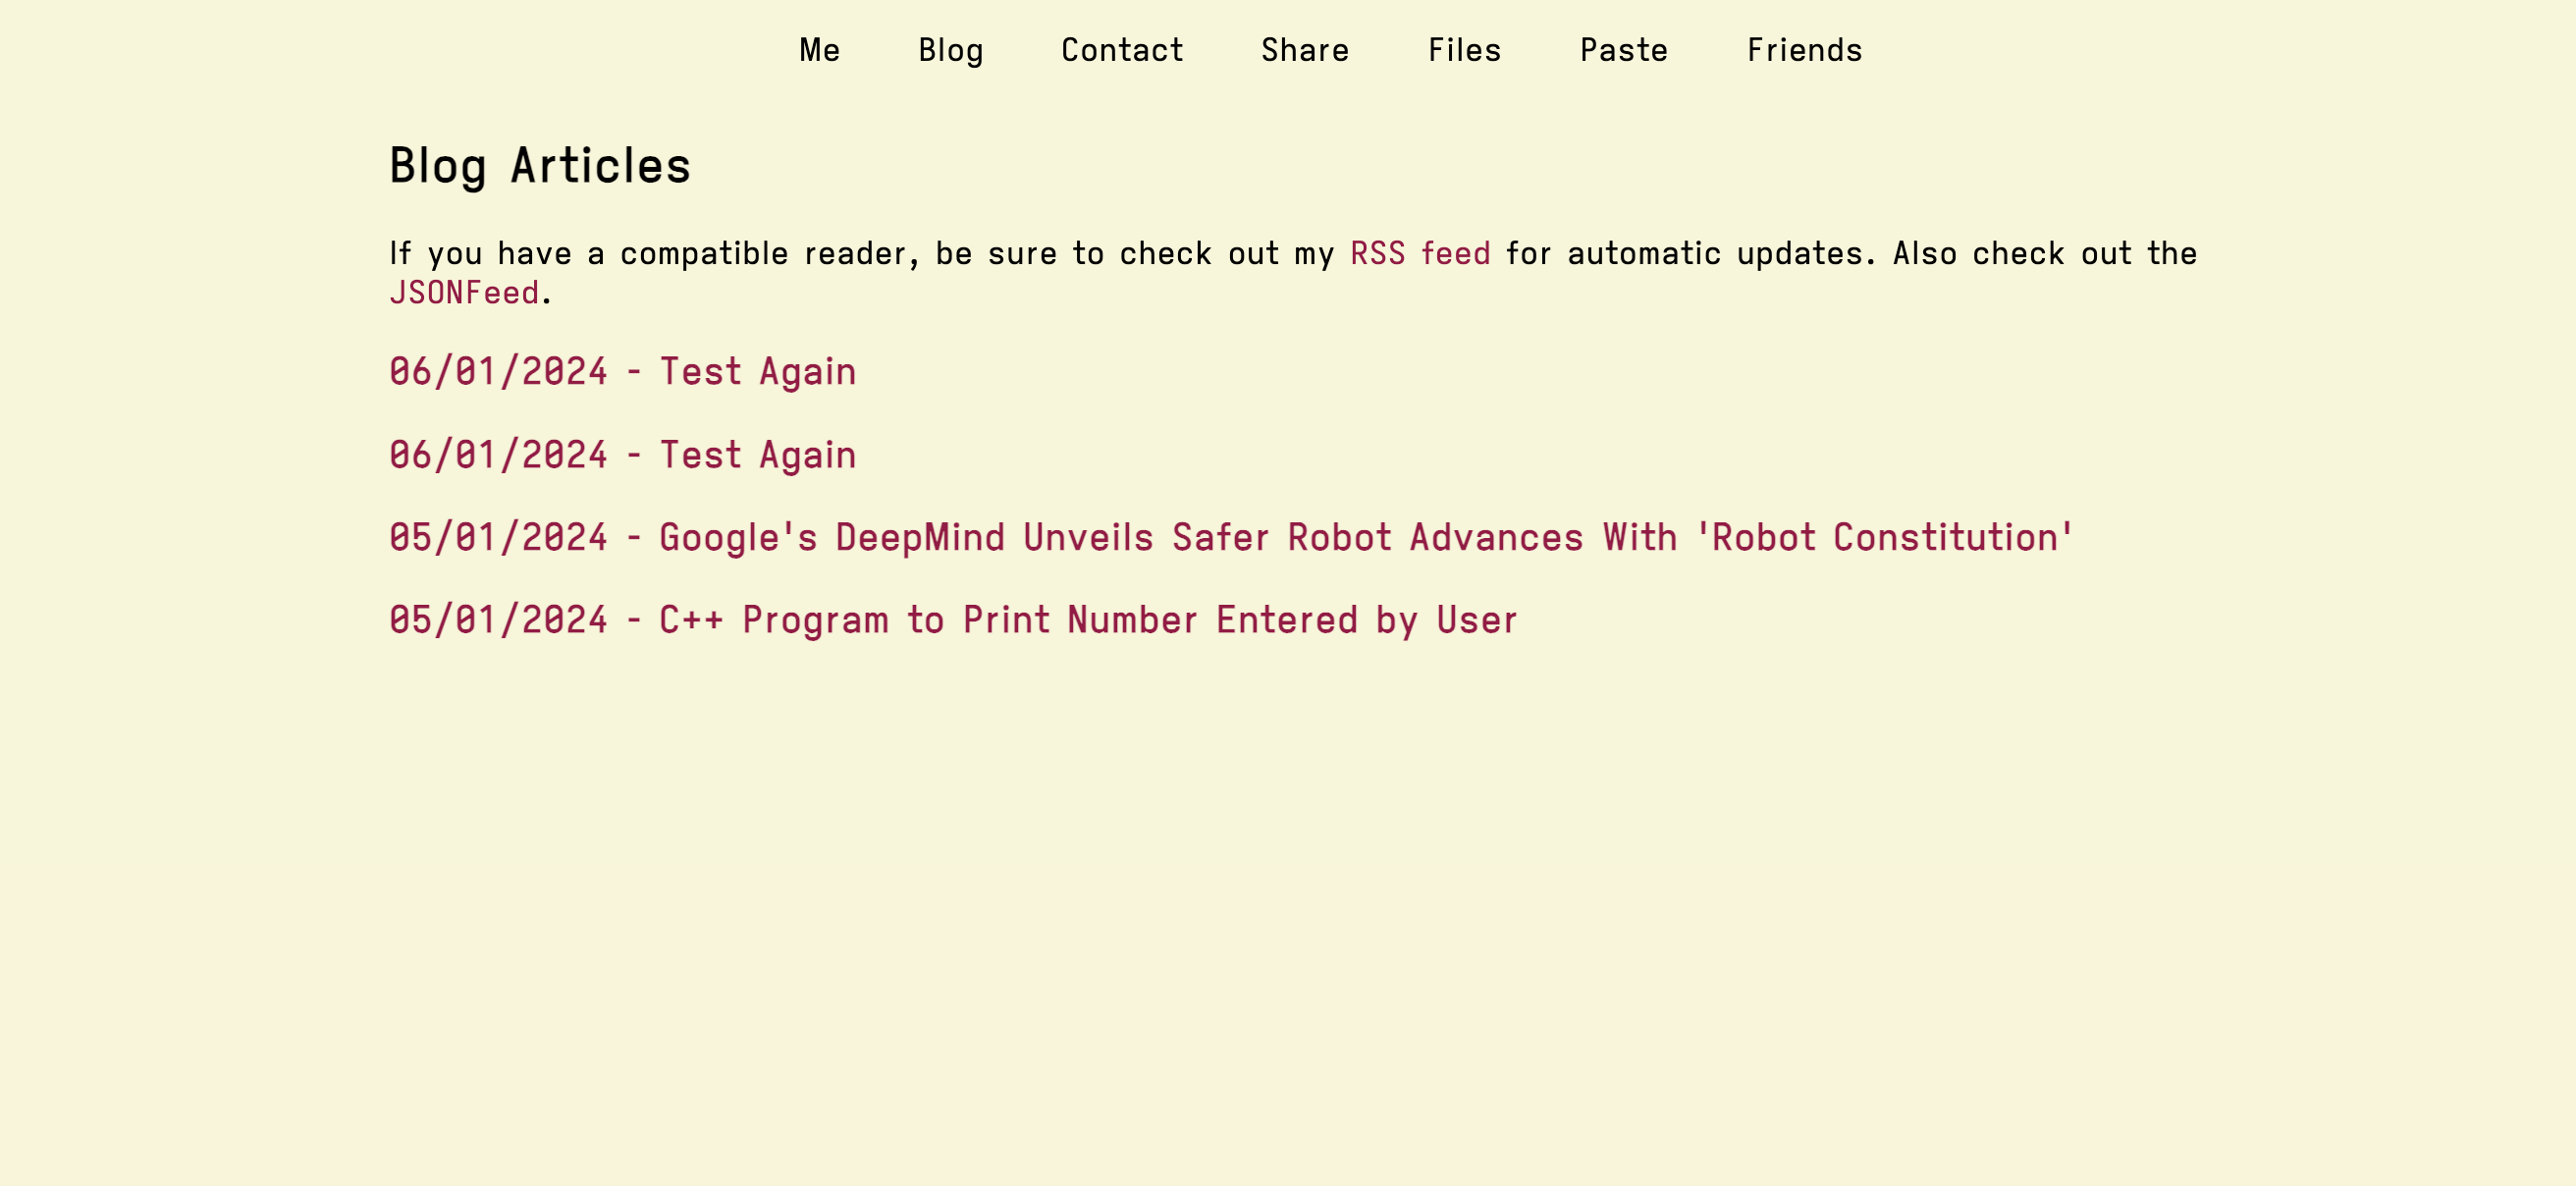 Me Blog Contact Share Files Paste Friends
Blog Articles
If you have a compatible reader, be sure to check out my RSS feed for automatic updates. Also check out the
JSONFeed.
06/01/2024 - Test Again
06/01/2024 - Test Again
05/01/2024 - Google's DeepMind Unveils Safer Robot Advances With 'Robot Constitution'
05/01/2024 - C++ Program to Print Number Entered by User